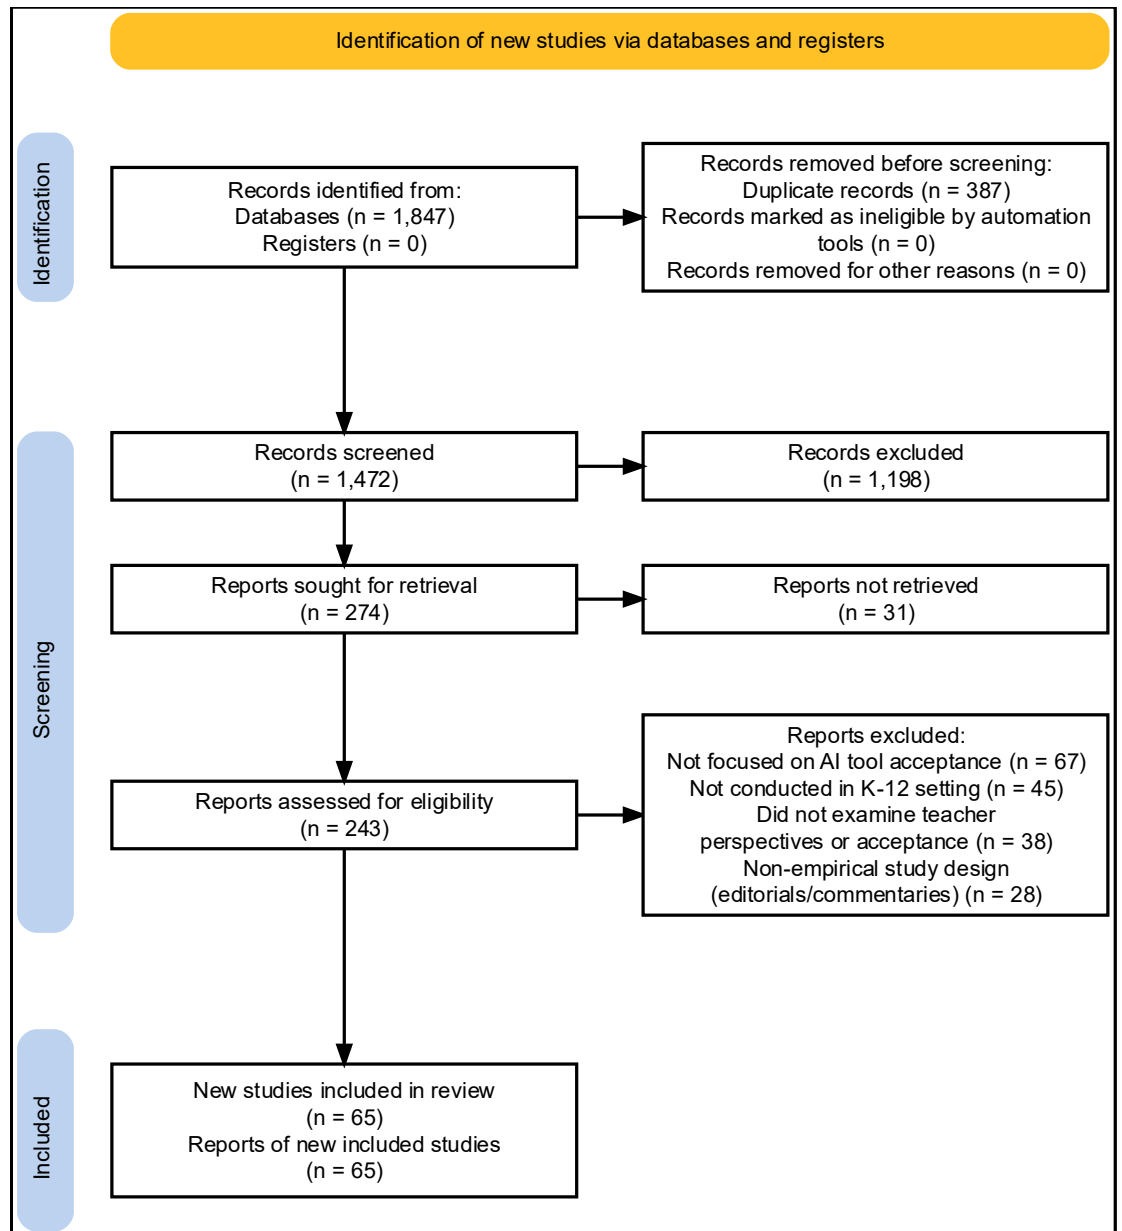 Identification of new studies via databases and registers
Identification
Records identified from:
Databases (n = 1,847)
Registers (n = 0)
Records removed before screening:
Duplicate records (n = 387)
Records marked as ineligible by automation
tools (n = 0)
Records removed for other reasons (n = 0)
Screening
Records screened
(n = 1,472)
Records excluded
(n = 1,198)
Reports sought for retrieval
(n = 274)
Reports not retrieved
(n = 31)
Reports assessed for eligibility
(n = 243)
Reports excluded:
Not focused on AI tool acceptance (n = 67)
Not conducted in K-12 setting (n = 45)
Did not examine teacher
perspectives or acceptance (n = 38)
Non-empirical study design
(editorials/commentaries) (n = 28)
Included
New studies included in review
(n = 65)
Reports of new included studies
(n = 65)